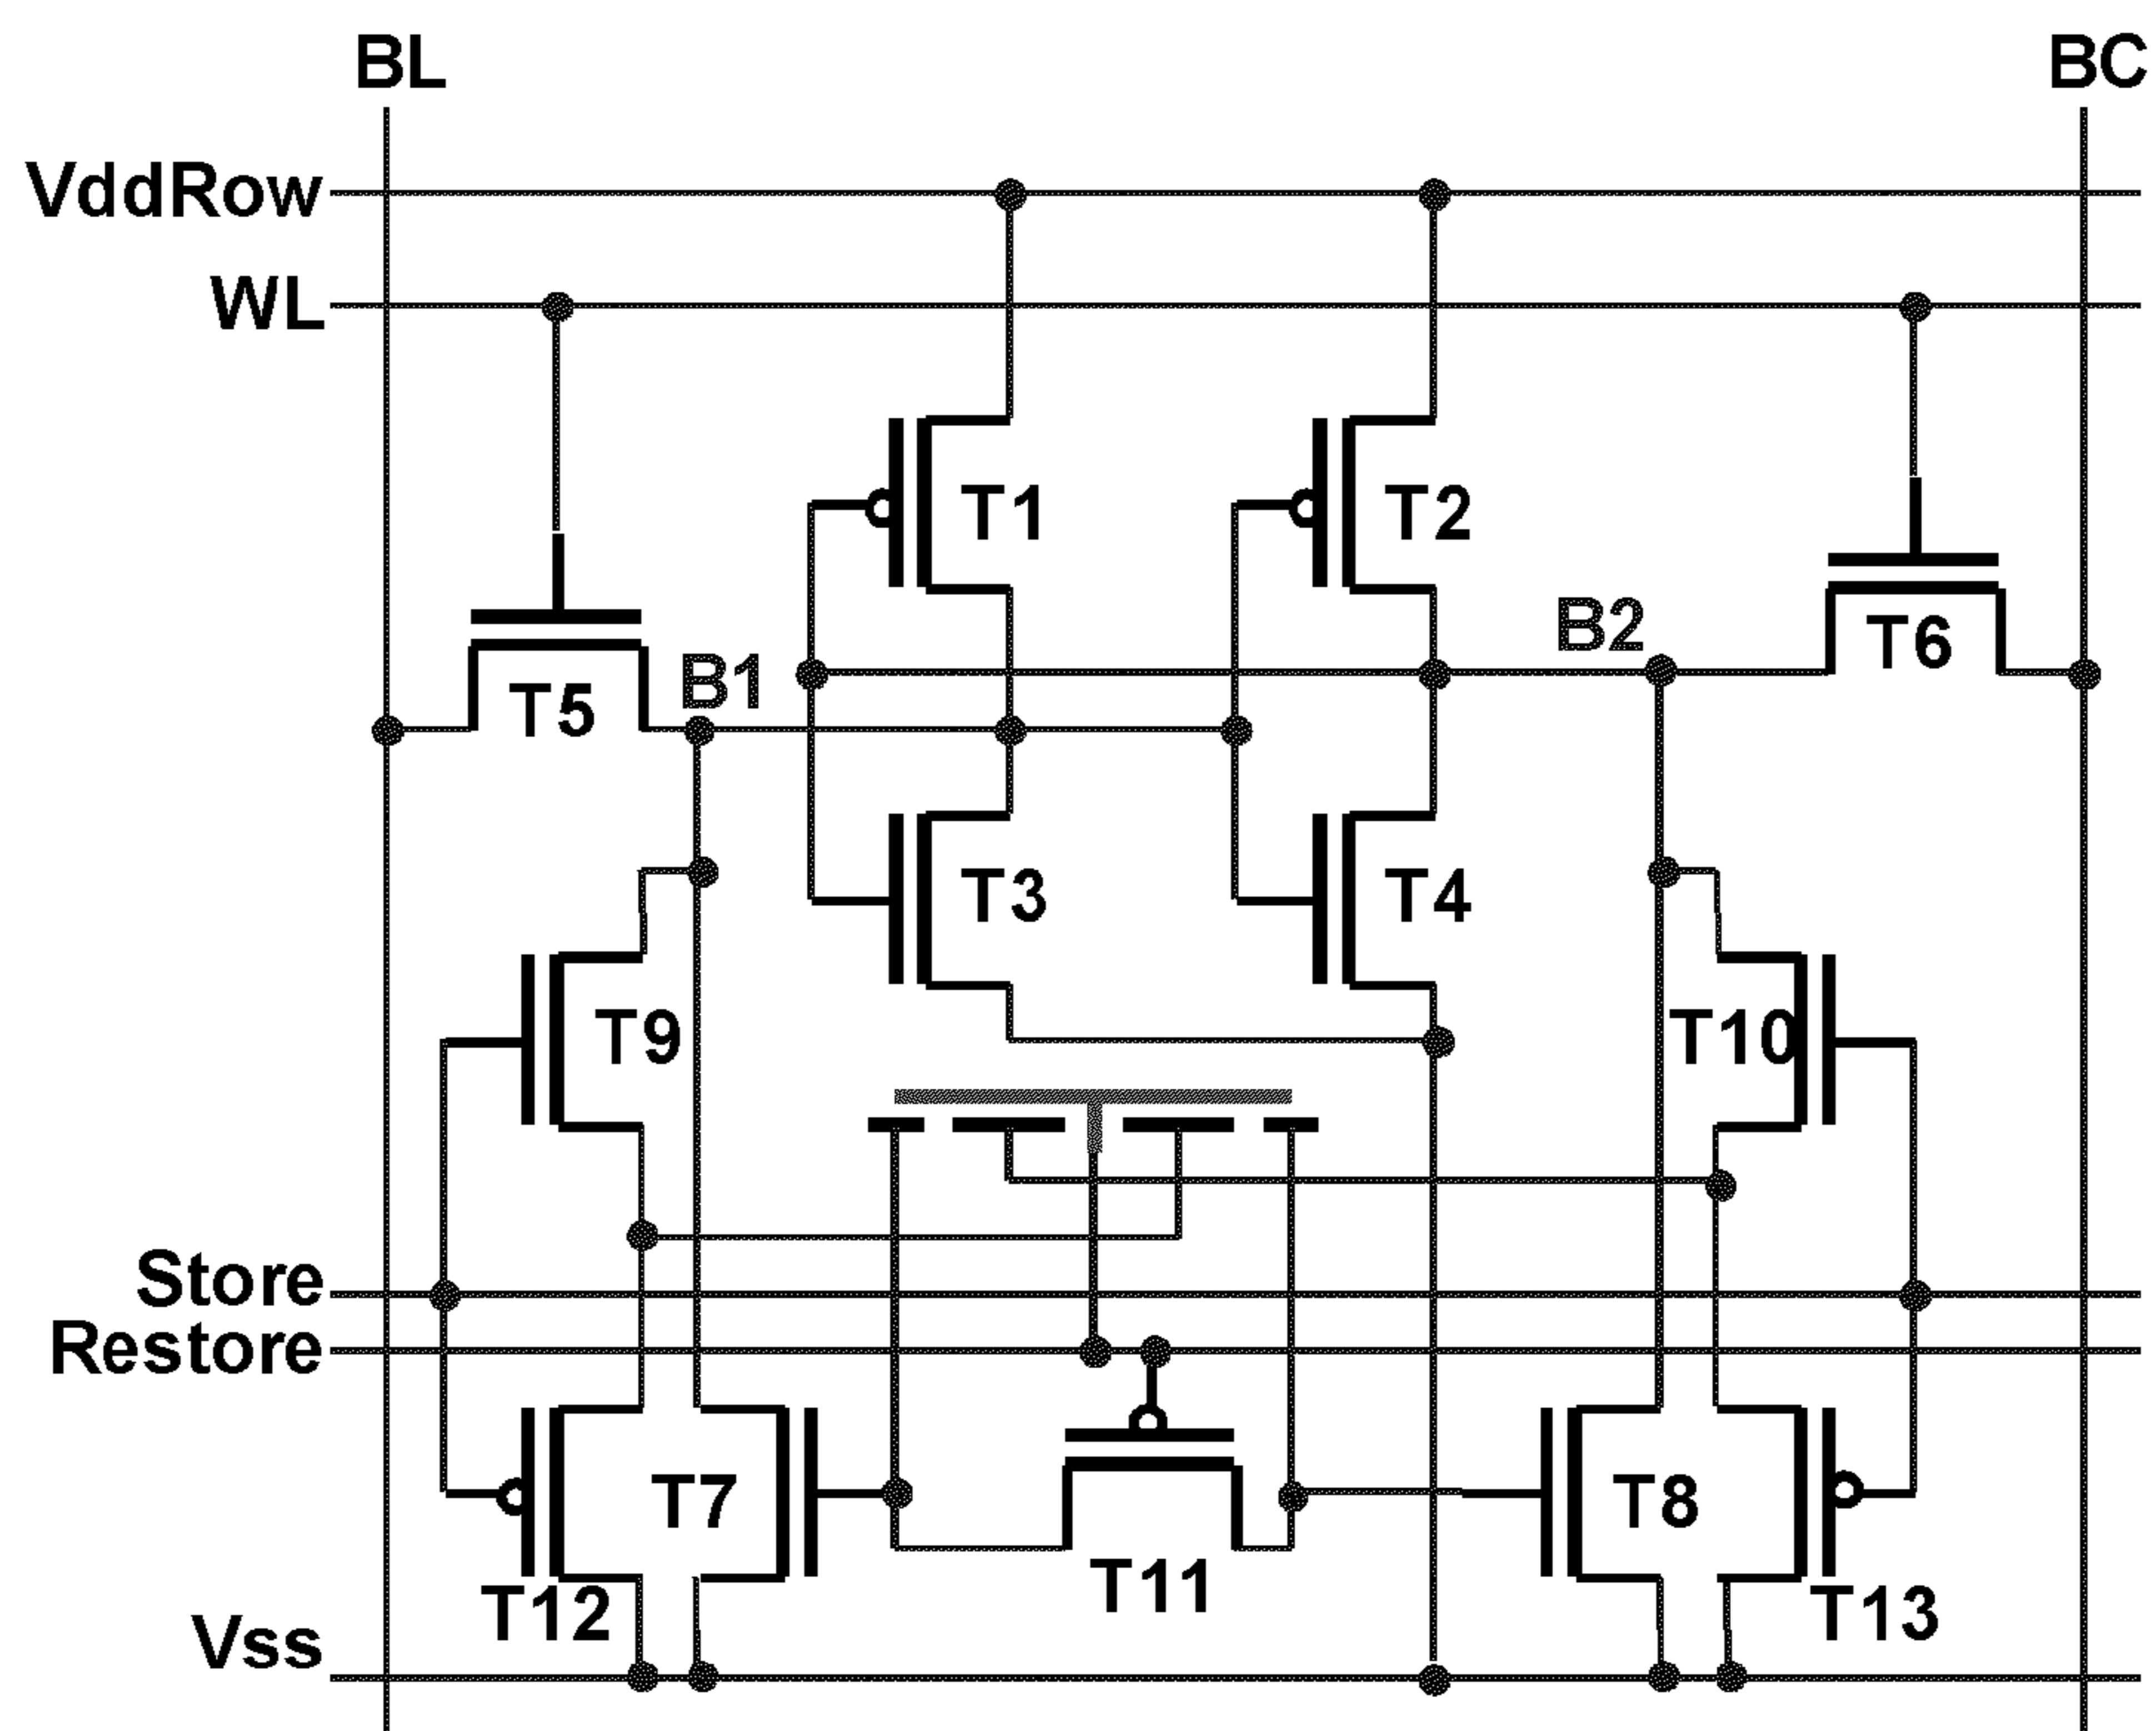 BL BC
VddRow
WL
T1 T2
B2
T6
B1
T5
T3 T4
T9 T10
Store
Restore
T7 T8
T11
T12 T13
Vss